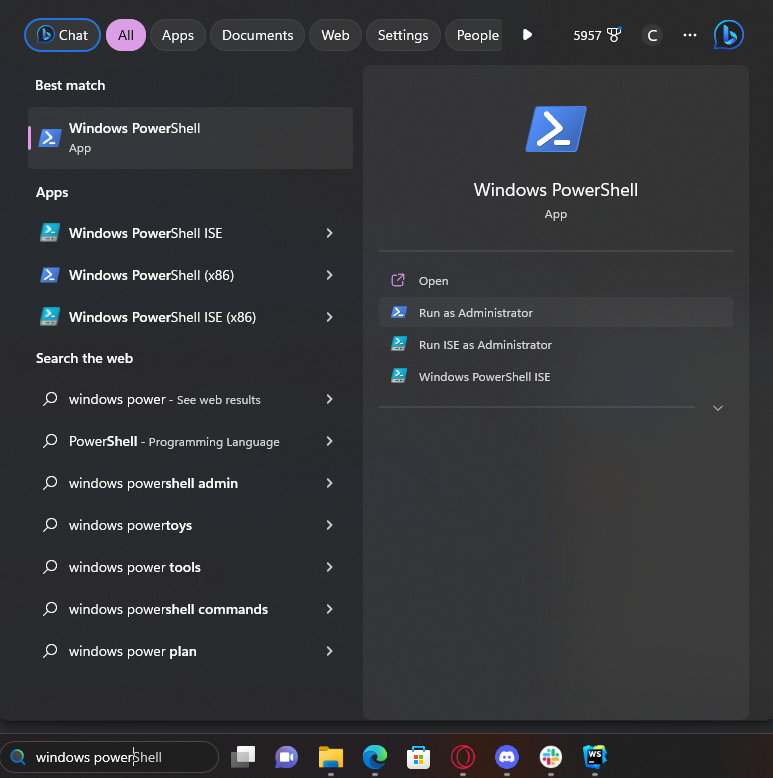 Chat All Apps Documents Web Settings People 5957 C
Best match
Windows PowerShell
App
Apps
Windows PowerShell ISE
Windows PowerShell (x86)
Windows PowerShell ISE (x86)
Search the web
windows power - See web results
PowerShell - Programming Language
windows powershell admin
windows powertoys
windows power tools
windows powershell commands
windows power plan
Windows PowerShell
App
Open
Run as Administrator
Run ISE as Administrator
Windows PowerShell ISE
windows powerShell
WS